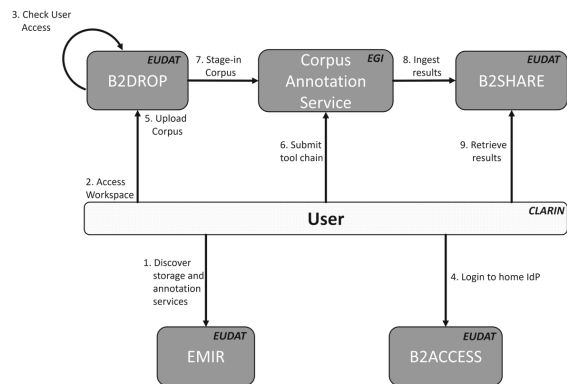 3. Check User
Access
EUDAT
B2DROP
7. Stage-in
Corpus
EGI
Corpus
Annotation
Service
8. Ingest
results
EUDAT
B2SHARE
5. Upload
Corpus
6. Submit
tool chain
9. Retrieve
results
2. Access
Workspace
CLARIN
User
1. Discover
storage and
annotation
services
4. Login to home IdP
EUDAT
EMIR
EUDAT
B2ACCESS